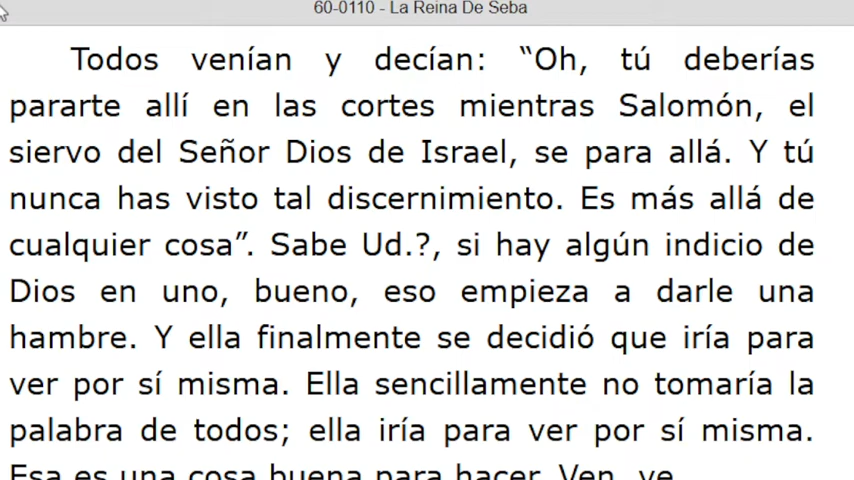 60-0110 - La Reina De Seba
Todos venían y decían: “Oh, tú deberías
pararte allí en las cortes mientras Salomón, el
siervo del Señor Dios de Israel, se para allá. Y tú
nunca has visto tal discernimiento. Es más allá de
cualquier cosa”. Sabe Ud.?, si hay algún indicio de
Dios en uno, bueno, eso empieza a darle una
hambre. Y ella finalmente se decidió que iría para
ver por sí misma. Ella sencillamente no tomaría la
palabra de todos; ella iría para ver por sí misma.
Esa es una cosa buena para hacer. Ven, ve